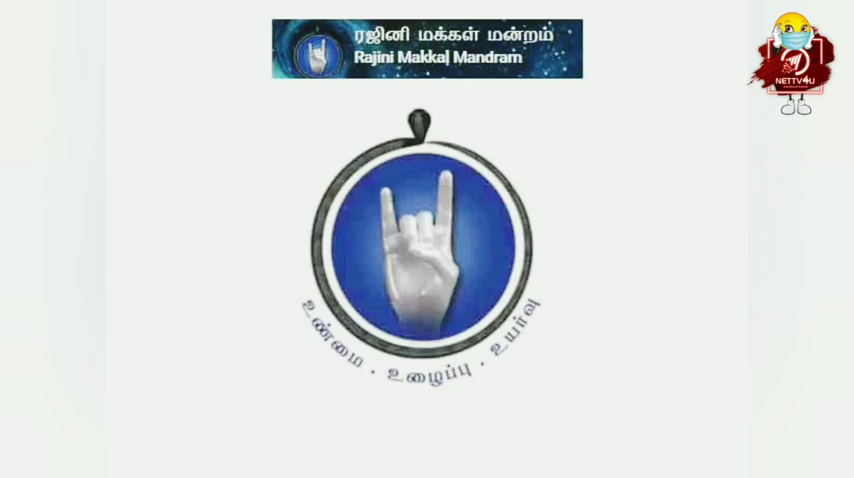 ரஜினி மக்கள் மன்றம்
Rajini Makkal Mandram
NETTV4U
உண்மை . உழைப்பு . உயர்வு